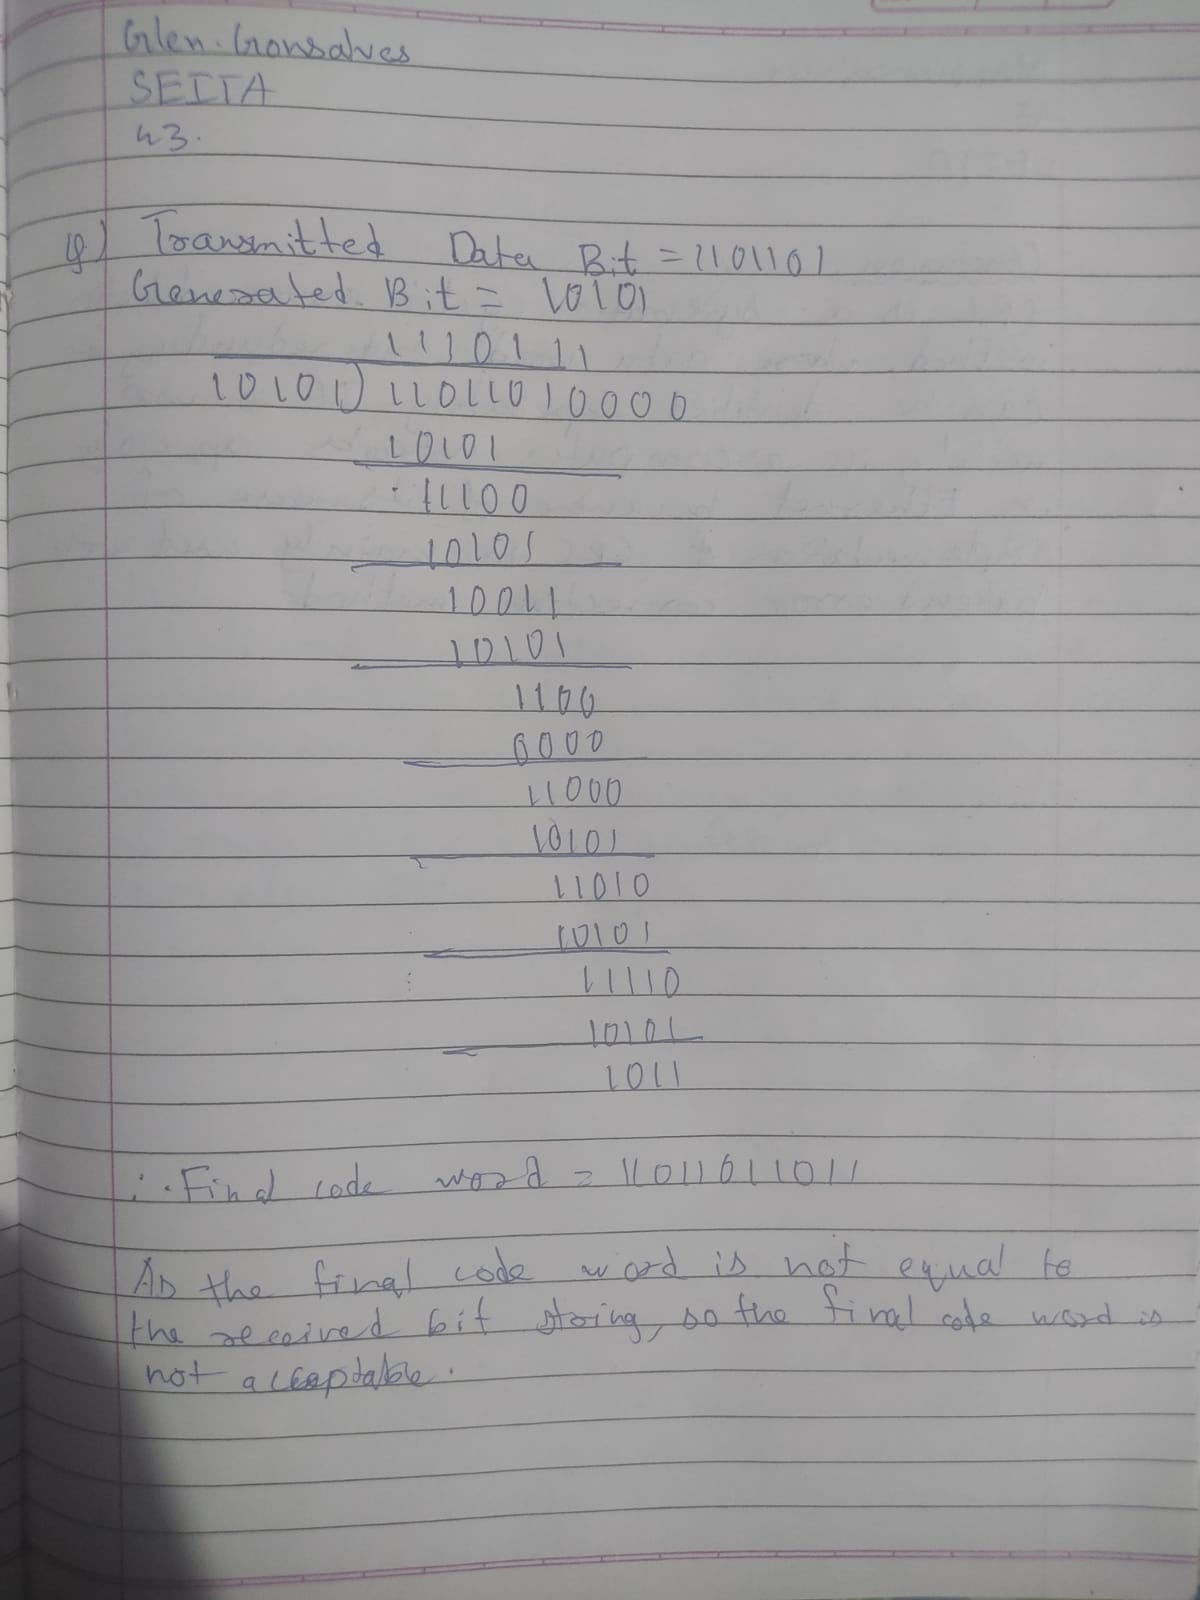 Glen. Gonsalves
SEITA
43.
Q) Transmitted Data Bit = 1101101
Generated Bit = 10101
1110111
10101) 11011010000
10101
11100
10101
10011
10101
1100
0000
11000
10101
11010
10101
11110
10101
1011
∴ Final code word = 11011011011
As the final code word is not equal to
the received bit string, so the final code word is
not acceptable.